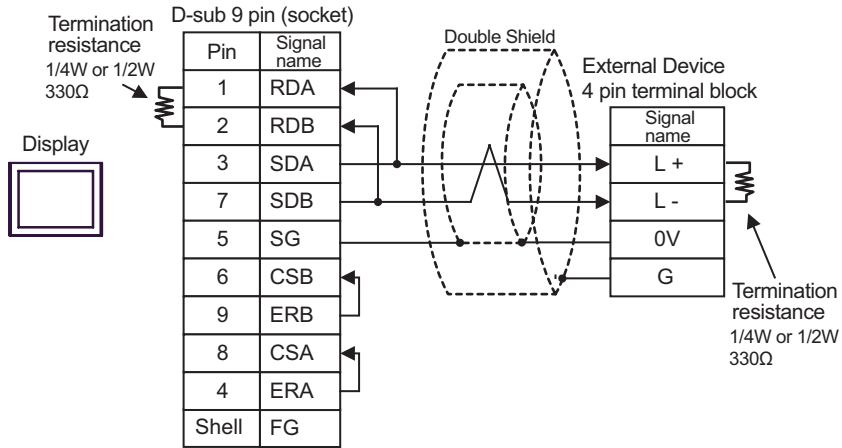 D-sub 9 pin (socket)
Termination
resistance
1/4W or 1/2W
330Ω
Display
Pin Signal
name
1 RDA
2 RDB
3 SDA
7 SDB
5 SG
6 CSB
9 ERB
8 CSA
4 ERA
Shell FG
Double Shield
External Device
4 pin terminal block
Signal
name
L +
L -
0V
G
Termination
resistance
1/4W or 1/2W
330Ω